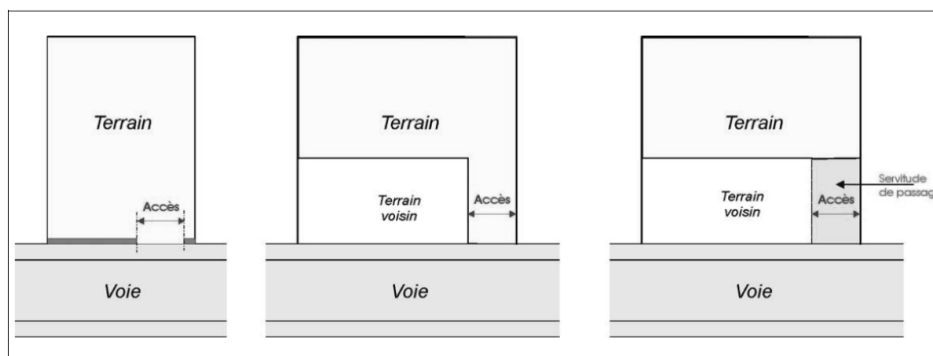 Terrain
Accès
Voie
Terrain
Terrain
voisin
Accès
Voie
Terrain
Terrain
voisin
Accès
Servitude
de passag
Voie